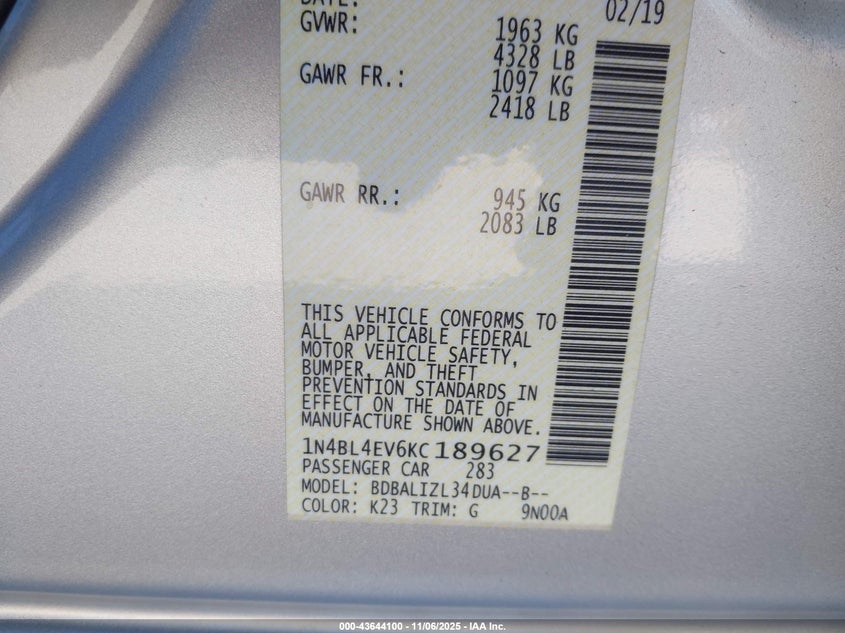 DATE: 02/19
GVWR: 1963 KG
4328 LB
GAWR FR.: 1097 KG
2418 LB
GAWR RR.: 945 KG
2083 LB
THIS VEHICLE CONFORMS TO
ALL APPLICABLE FEDERAL
MOTOR VEHICLE SAFETY,
BUMPER, AND THEFT
PREVENTION STANDARDS IN
EFFECT ON THE DATE OF
MANUFACTURE SHOWN ABOVE.
1N4BL4EV6KC189627
PASSENGER CAR 283
MODEL: BDBALIZL34DUA--B--
COLOR: K23 TRIM: G 9N00A
000-43644100 - 11/06/2025 - IAA Inc.